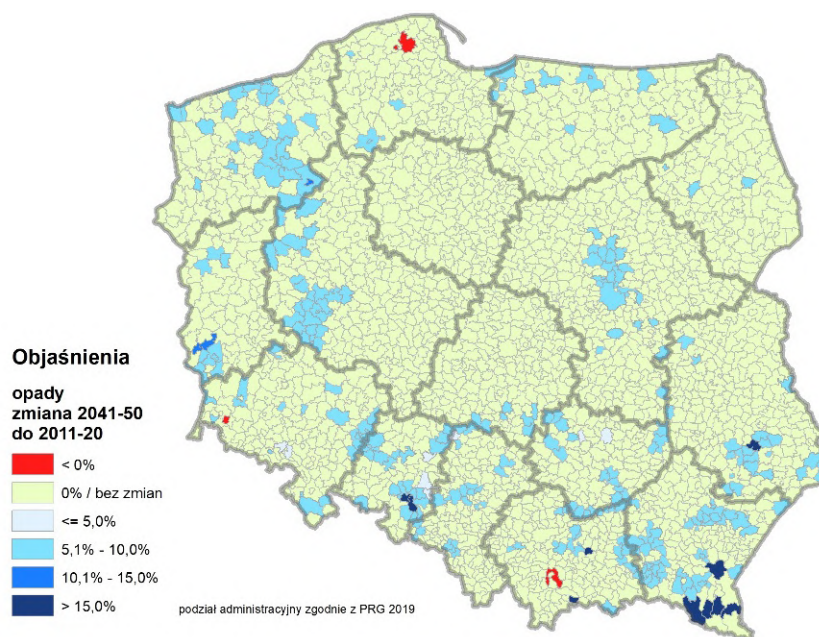 Objaśnienia
opady
zmiana 2041-50
do 2011-20
< 0%
0% / bez zmian
<= 5,0%
5,1% - 10,0%
10,1% - 15,0%
> 15,0%
podział administracyjny zgodnie z PRG 2019